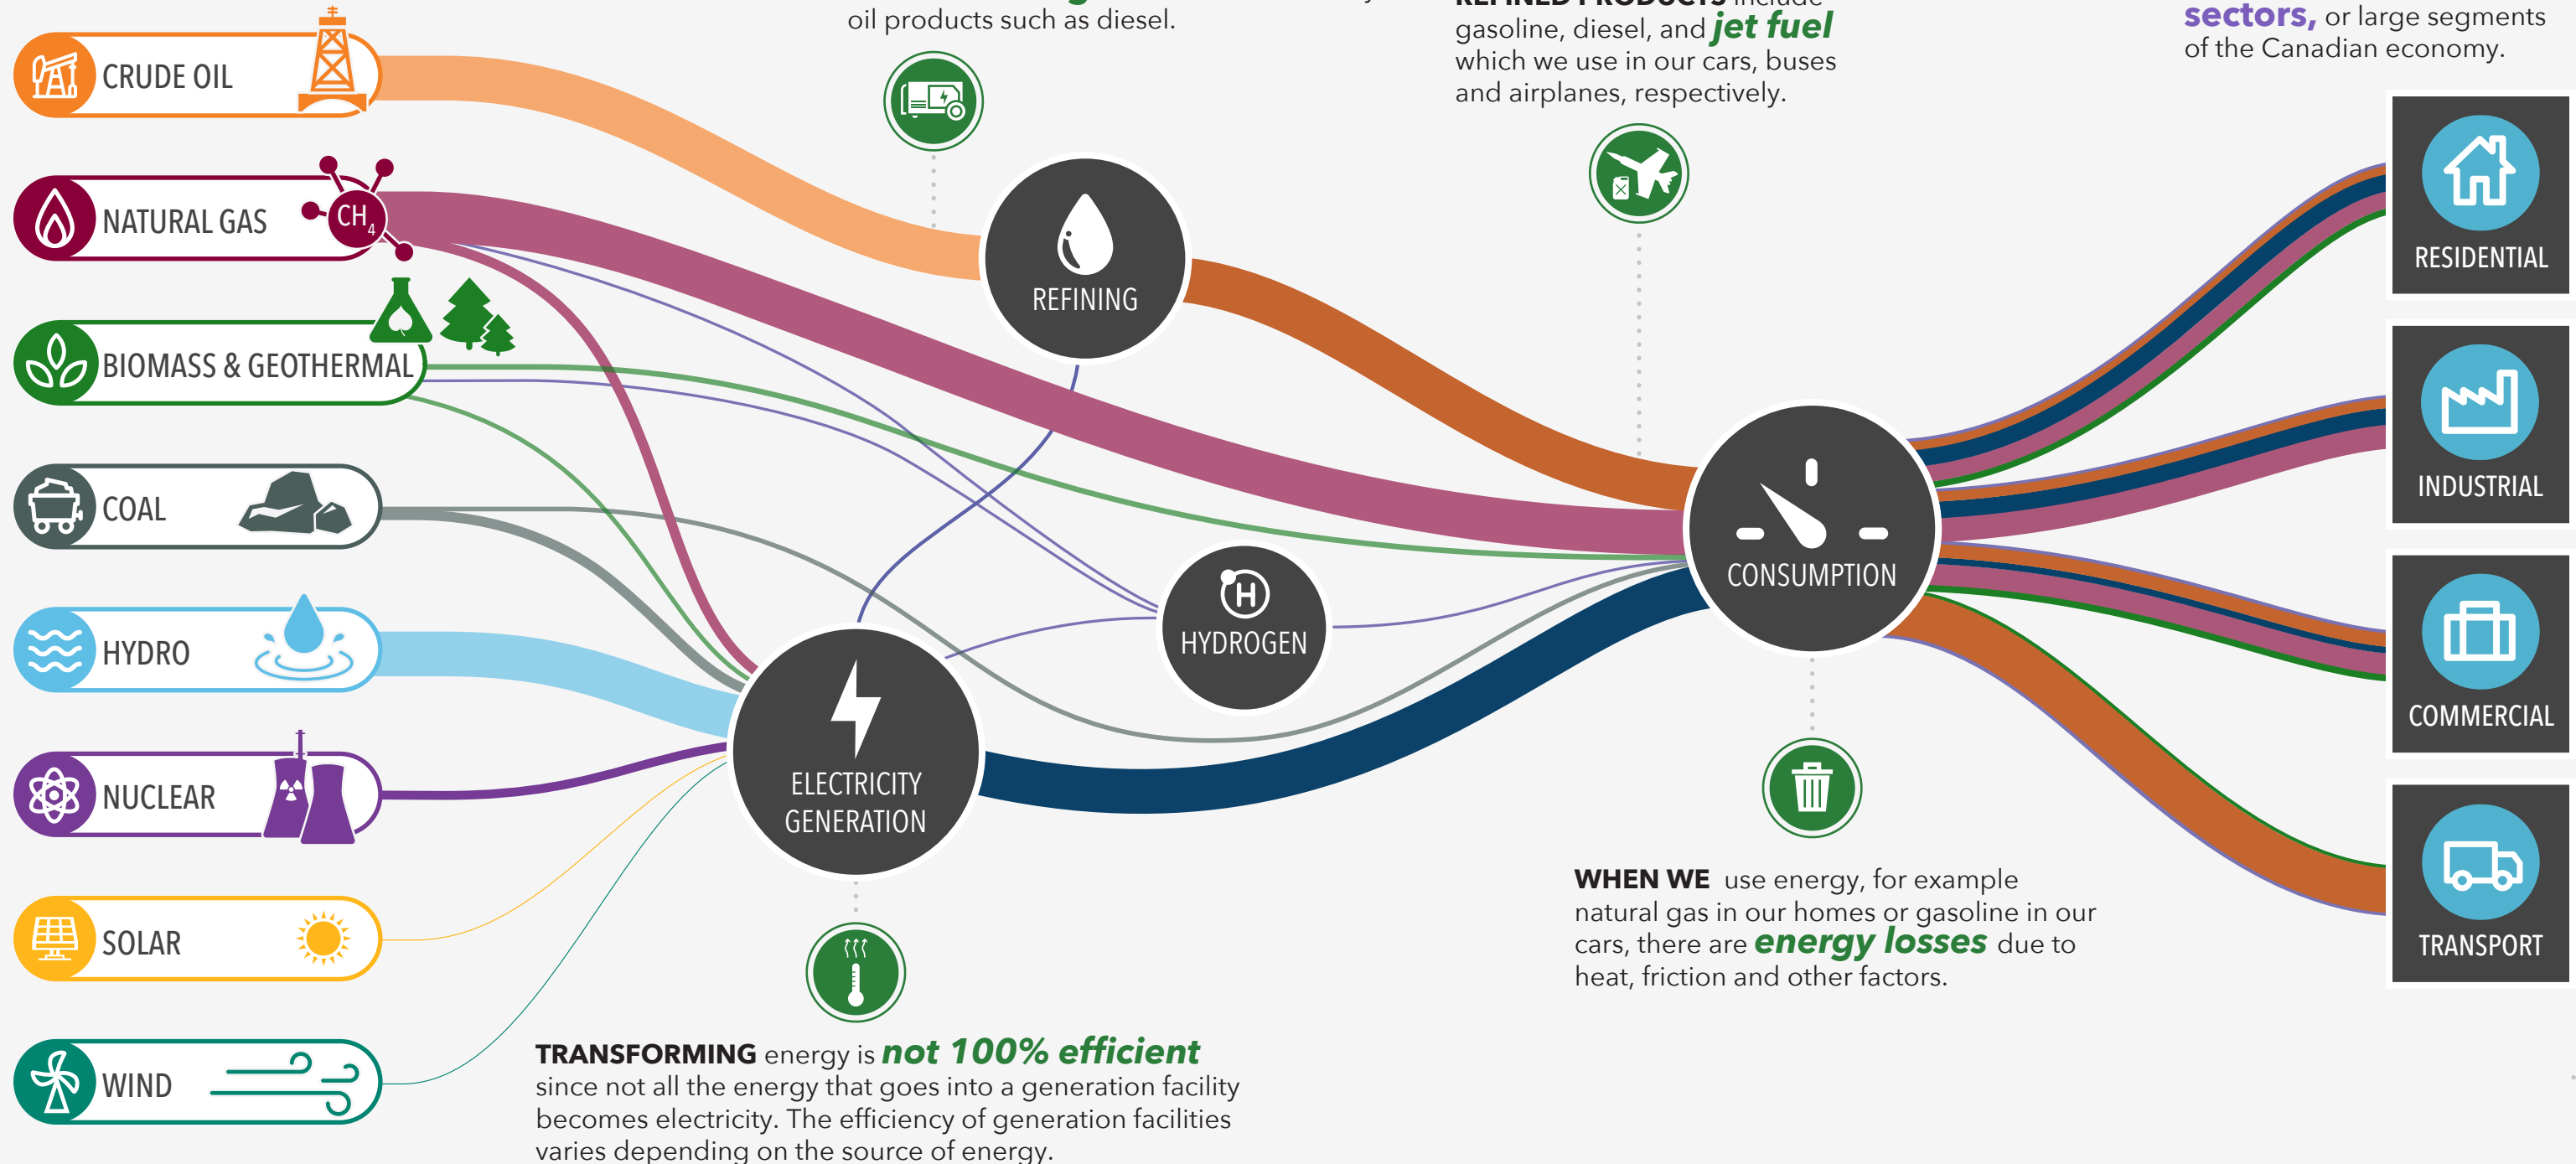 oil products such as diesel.
REFINED PRODUCTS include
gasoline, diesel, and jet fuel
which we use in our cars, buses
and airplanes, respectively.
sectors, or large segments
of the Canadian economy.
CRUDE OIL
NATURAL GAS
CH4
BIOMASS & GEOTHERMAL
COAL
HYDRO
NUCLEAR
SOLAR
WIND
REFINING
H
HYDROGEN
ELECTRICITY
GENERATION
CONSUMPTION
RESIDENTIAL
INDUSTRIAL
COMMERCIAL
TRANSPORT
WHEN WE use energy, for example
natural gas in our homes or gasoline in our
cars, there are energy losses due to
heat, friction and other factors.
TRANSFORMING energy is not 100% efficient
since not all the energy that goes into a generation facility
becomes electricity. The efficiency of generation facilities
varies depending on the source of energy.